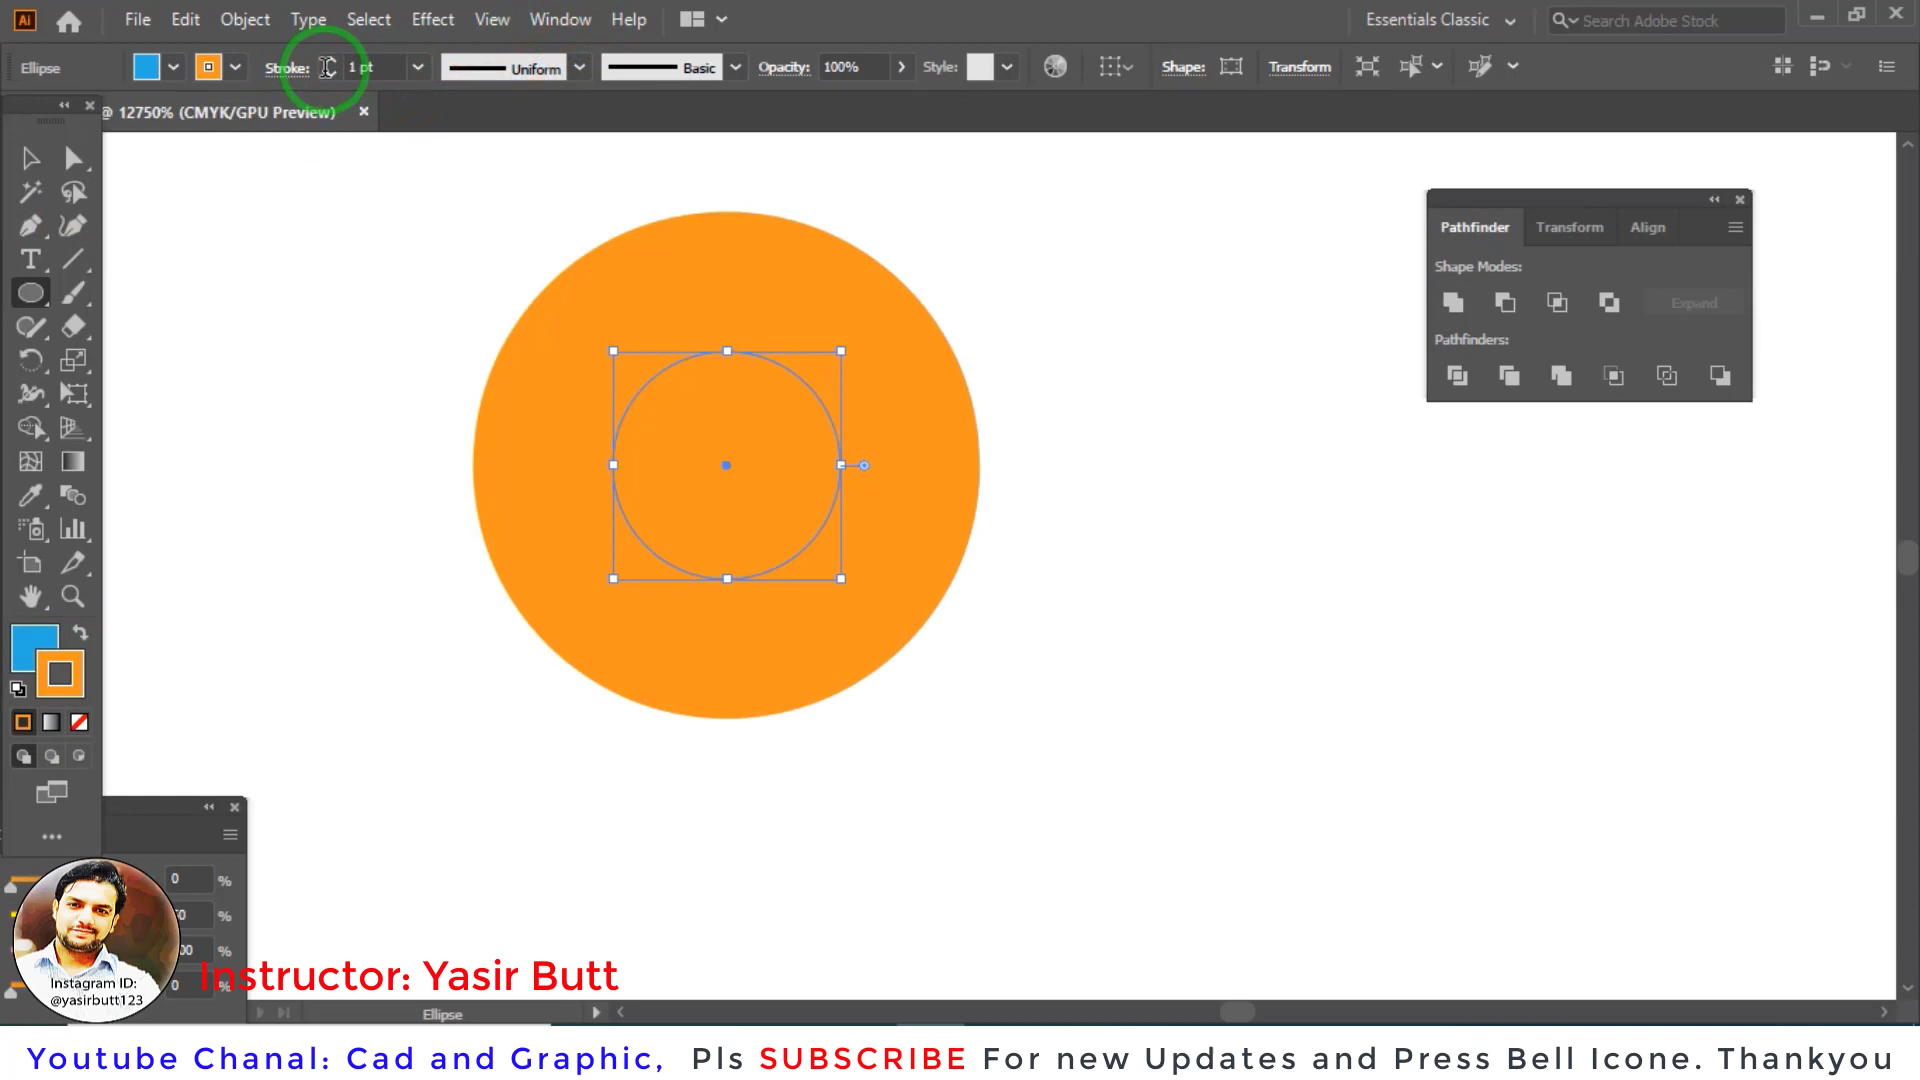 Ai File Edit Object Type Select Effect View Window Help Essentials Classic Search Adobe Stock
Ellipse Stroke: 1 pt Uniform Basic Opacity: 100% Style: Shape: Transform
@ 12750% (CMYK/GPU Preview)
Pathfinder Transform Align
Shape Modes:
Expand
Pathfinders:
0 %
%
%
0 %
Instagram ID:
@yasirbutt123
Instructor: Yasir Butt
Ellipse
Youtube Chanal: Cad and Graphic, Pls SUBSCRIBE For new Updates and Press Bell Icone. Thankyou